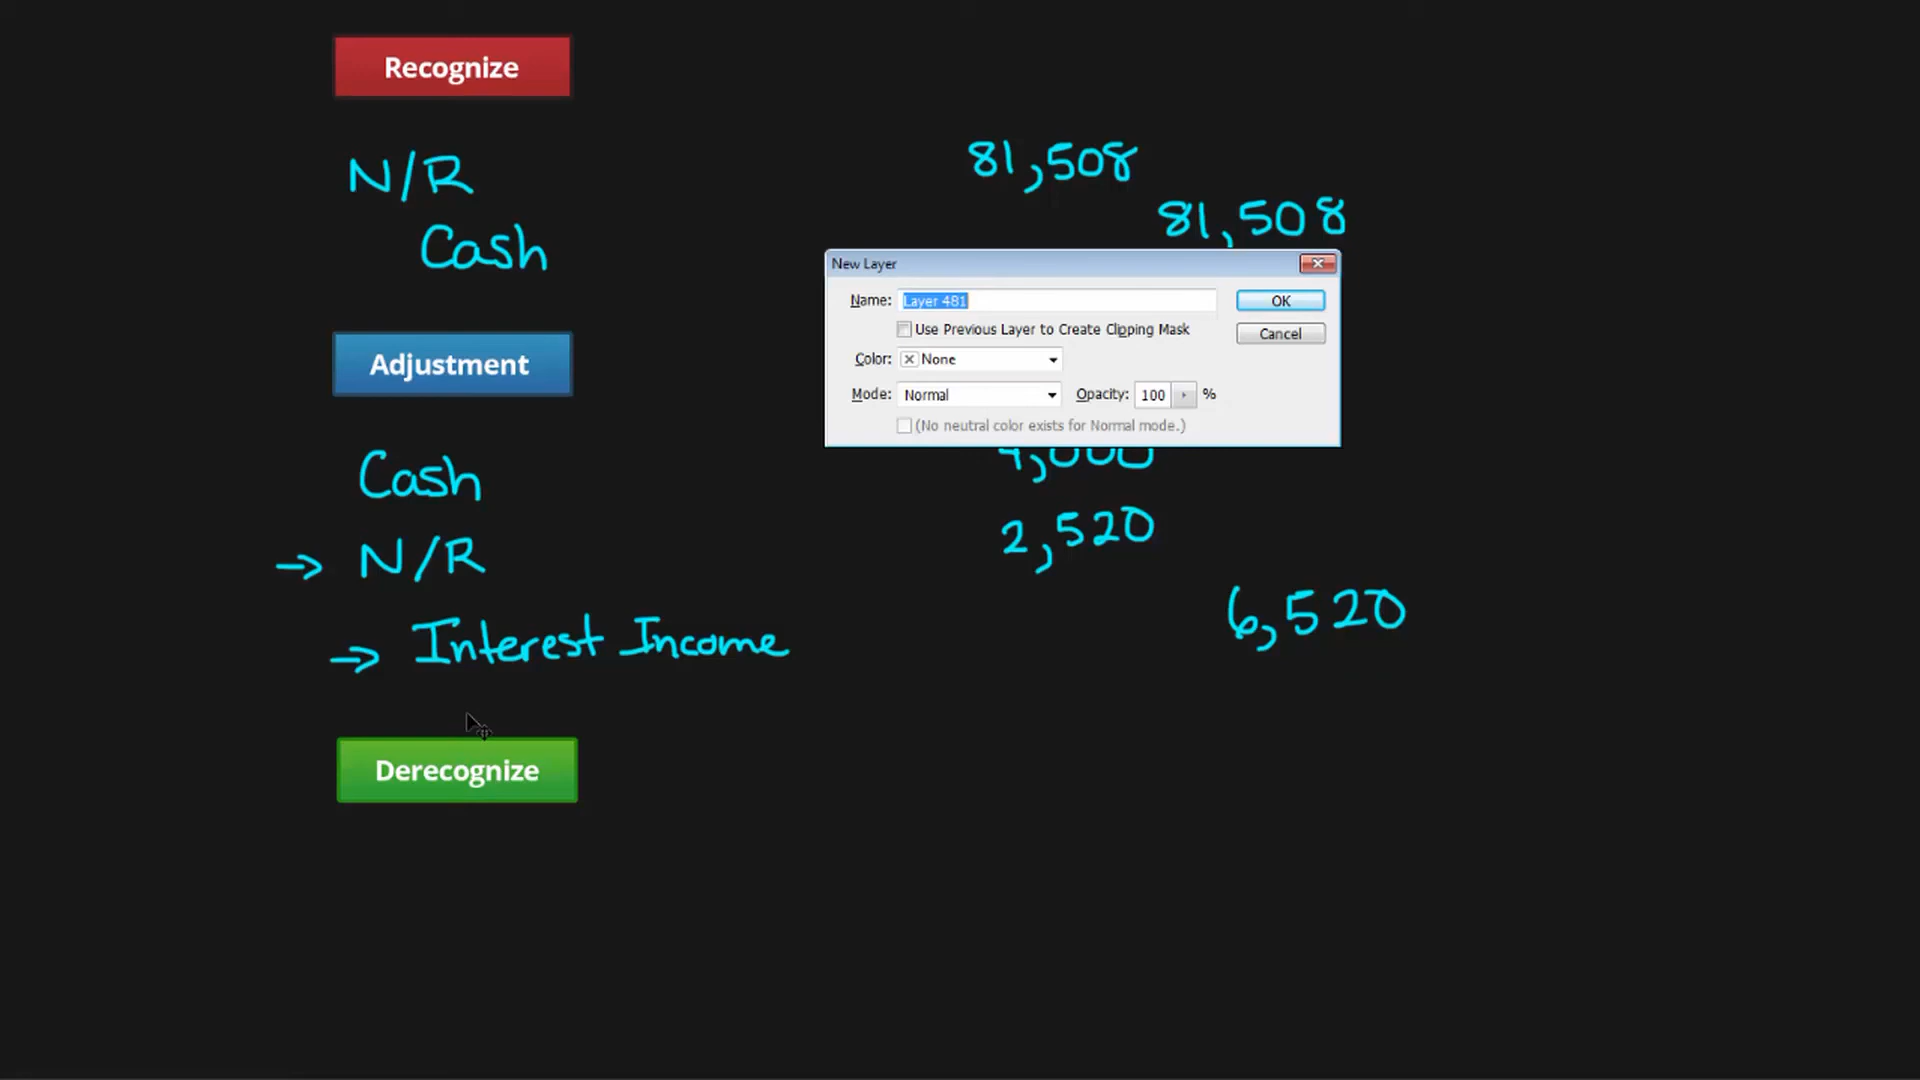 Recognize
N/R 81,508
Cash 81,508
New Layer
Name: Layer 481 OK
Use Previous Layer to Create Clipping Mask Cancel
Color: None
Mode: Normal Opacity: 100 %
(No neutral color exists for Normal mode.)
Adjustment
Cash 4,000
N/R 2,520
Interest Income 6,520
Derecognize